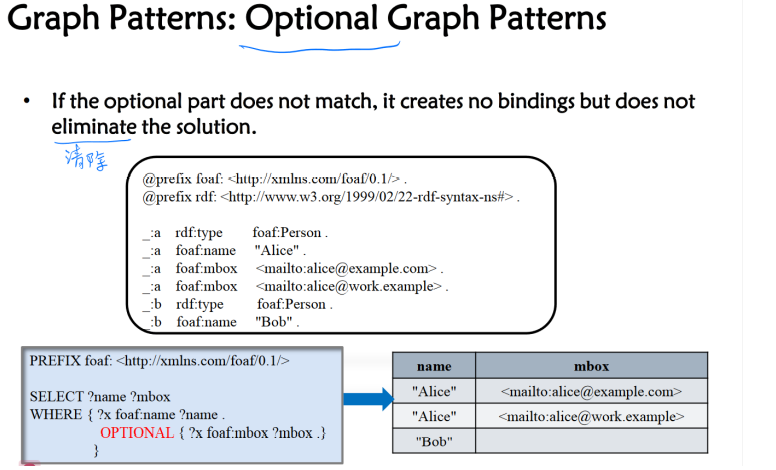 Graph Patterns: Optional Graph Patterns
• If the optional part does not match, it creates no bindings but does not
eliminate the solution.
清除
@prefix foaf: <http://xmlns.com/foaf/0.1/> .
@prefix rdf: <http://www.w3.org/1999/02/22-rdf-syntax-ns#> .
_:a rdf:type foaf:Person .
_:a foaf:name "Alice" .
_:a foaf:mbox <mailto:alice@example.com> .
_:a foaf:mbox <mailto:alice@work.example> .
_:b rdf:type foaf:Person .
_:b foaf:name "Bob" .
PREFIX foaf: <http://xmlns.com/foaf/0.1/>
SELECT ?name ?mbox
WHERE { ?x foaf:name ?name .
OPTIONAL { ?x foaf:mbox ?mbox .}
}
name mbox
"Alice" <mailto:alice@example.com>
"Alice" <mailto:alice@work.example>
"Bob"